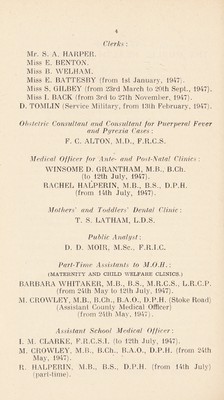 4
Clerks:
Mr. S. A. HARPER.
Miss E. BENTON.
Miss B. WELHAM.
Miss E. BATTESBY (from 1st January, 1947).
Miss S. GILBEY (from 23rd March to 20th Sept., 1947).
Miss I. BACK (from 3rd to 27th November, 1947).
D. TOMLIN (Service Military, from 13th February, 1947).
Obstetric Consultant and Consultant for Puerperal Fever
and Pyrexia Cases:
F. C. ALTON, M.D., F.R.C.S.
Medical Officer for Ante- and Post-Natal Clinics:
WINSOME D. GRANTHAM, M.B., B.Ch.
(to 12th July, 1947).
RACHEL HALPERIN, M.B., B.S., D.P.H.
(from 14th July, 1947).
Mothers' and Toddlers' Dental Clinic:
T. S. LATHAM, L.D.S.
Public Analyst:
D. D. MOIR, M.Sc., F.R.I.C.
Part-Time Assistants to M.O.H.:
(MATERNITY AND CHILD WELFARE CLINICS.)
BARBARA WHITAKER, M.B., B.S., M.R.C.S., L.R.C.P.
(from 24th May to 12th July, 1947).
M. CROWLEY, M.B., B.Ch., B.A.O., D.P.H. (Stoke Road)
(Assistant County Medical Officer)
(from 24th May, 1947).
Assistant School Medical Officer:
I. M. CLARKE, F.R.C.S.I. (to 12th July, 1947).
M. CROWLEY, M.B., B.Ch., B.A.O., D.P.H. (from 24th
May, 1947).
R. HALPERIN, M.B., B.S., D.P.H. (from 14th July)
(part-time).